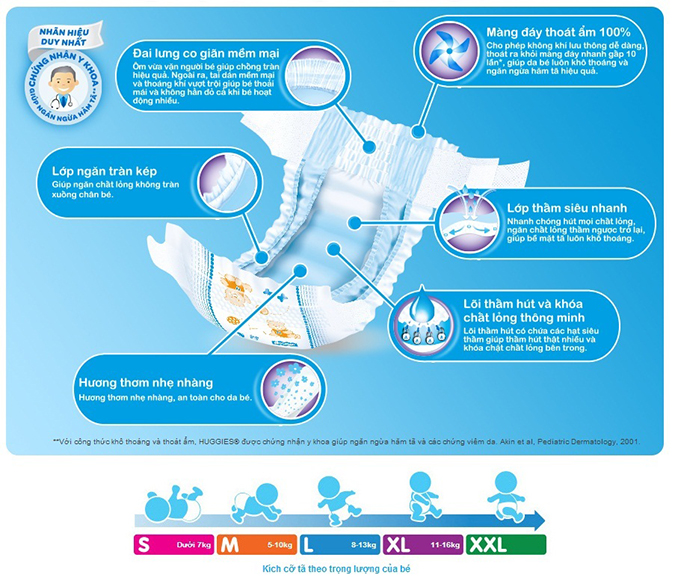 NHÃN HIỆU
DUY NHẤT
CHỨNG NHẬN Y KHOA
GIÚP NGĂN NGỪA HĂM TÃ**
Đai lưng co giãn mềm mại
Ôm vừa vặn người bé giúp chống tràn
hiệu quả. Ngoài ra, tai dán mềm mại
và thoáng khí vượt trội giúp bé thoải
mái và không hằn đỏ cả khi bé hoạt
động nhiều.
Màng đáy thoát ẩm 100%
Cho phép không khí lưu thông dễ dàng,
thoát ra khỏi màng đáy nhanh gấp 10
lần*, giúp da bé luôn khô thoáng và
ngăn ngừa hăm tã hiệu quả.
Lớp ngăn tràn kép
Giúp ngăn chất lỏng không tràn
xuống chân bé.
Lớp thầm siêu nhanh
Nhanh chóng hút mọi chất lỏng,
ngăn chất lỏng thầm ngược trở lại,
giúp bề mặt tã luôn khô thoáng.
Lõi thầm hút và khóa
chất lỏng thông minh
Lõi thầm hút có chứa các hạt siêu
thầm giúp thầm hút thật nhiều và
khóa chặt chất lỏng bên trong.
Hương thơm nhẹ nhàng
Hương thơm nhẹ nhàng, an toàn cho da bé.
**Với công thức khô thoáng và thoát ẩm, HUGGIES® được chứng nhận y khoa giúp ngăn ngừa hăm tã và các chứng viêm da. Akin et al, Pediatric Dermatology, 2001.
S Dưới 7kg M 5-10kg L 8-13kg XL 11-16kg XXL
Kích cỡ tã theo trọng lượng của bé